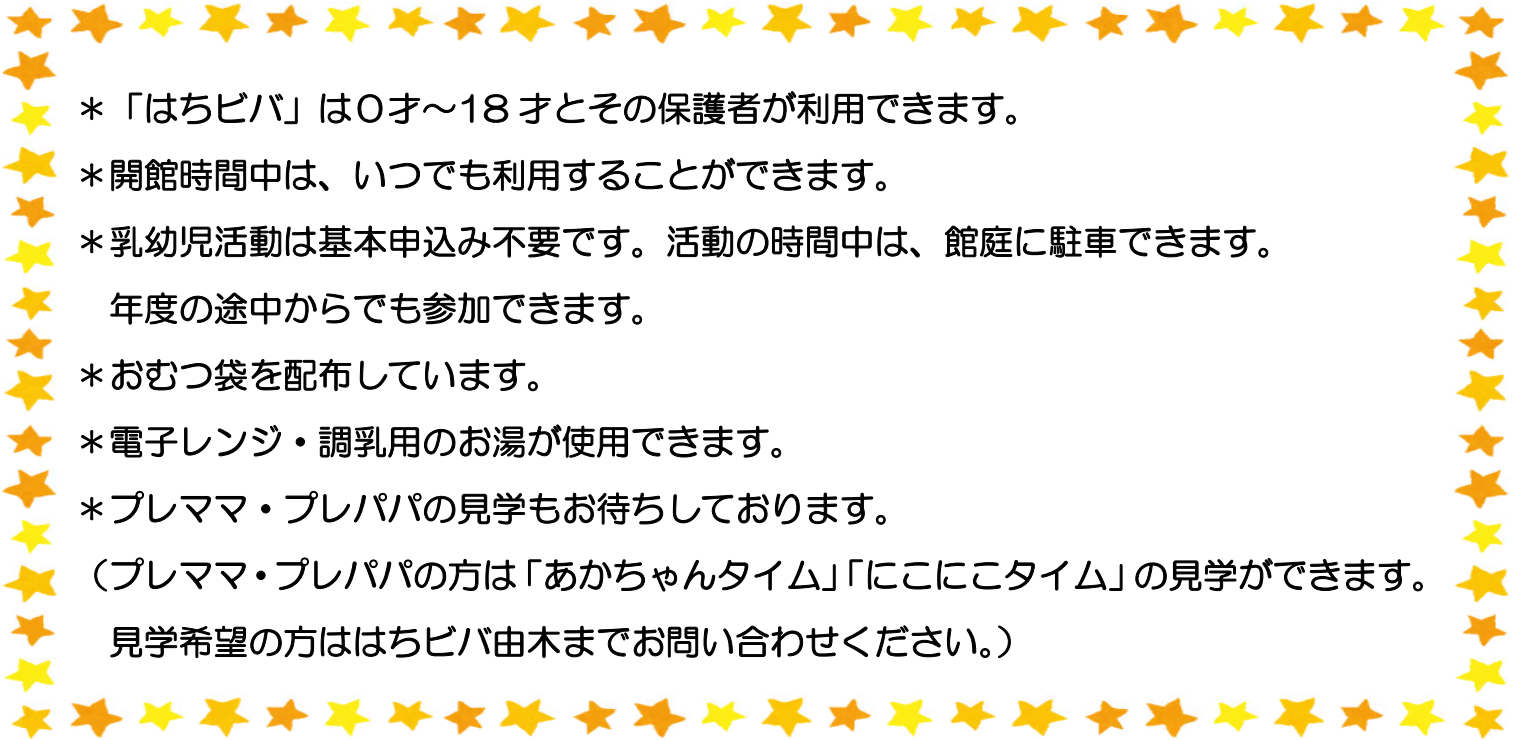 ＊「はちビバ」は０才～18 才とその保護者が利用できます。
＊開館時間中は、いつでも利用することができます。
＊乳幼児活動は基本申込み不要です。活動の時間中は、館庭に駐車できます。
年度の途中からでも参加できます。
＊おむつ袋を配布しています。
＊電子レンジ・調乳用のお湯が使用できます。
＊プレママ・プレパパの見学もお待ちしております。
（プレママ・プレパパの方は「あかちゃんタイム」「にこにこタイム」の見学ができます。
見学希望の方ははちビバ由木までお問い合わせください。）